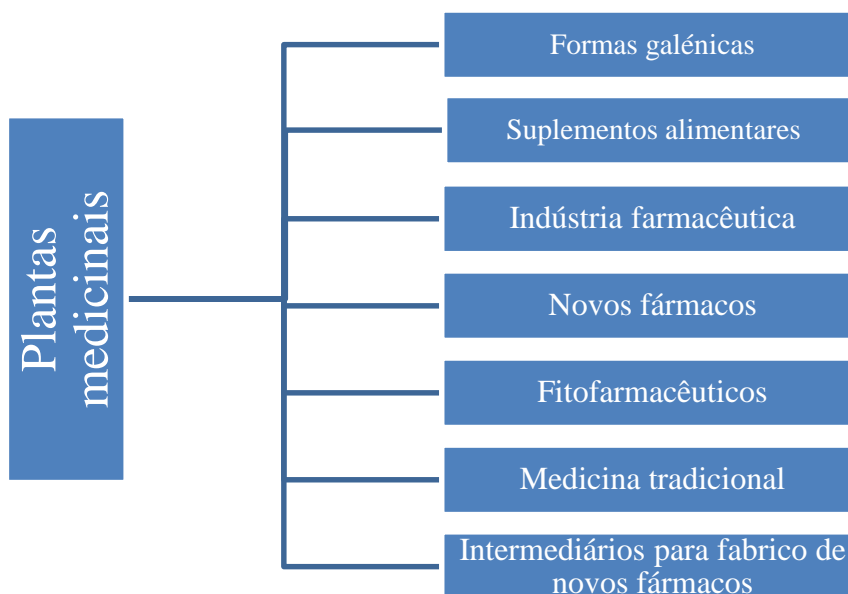 Plantas
medicinais
Formas galénicas
Suplementos alimentares
Indústria farmacêutica
Novos fármacos
Fitofarmacêuticos
Medicina tradicional
Intermediários para fabrico de
novos fármacos